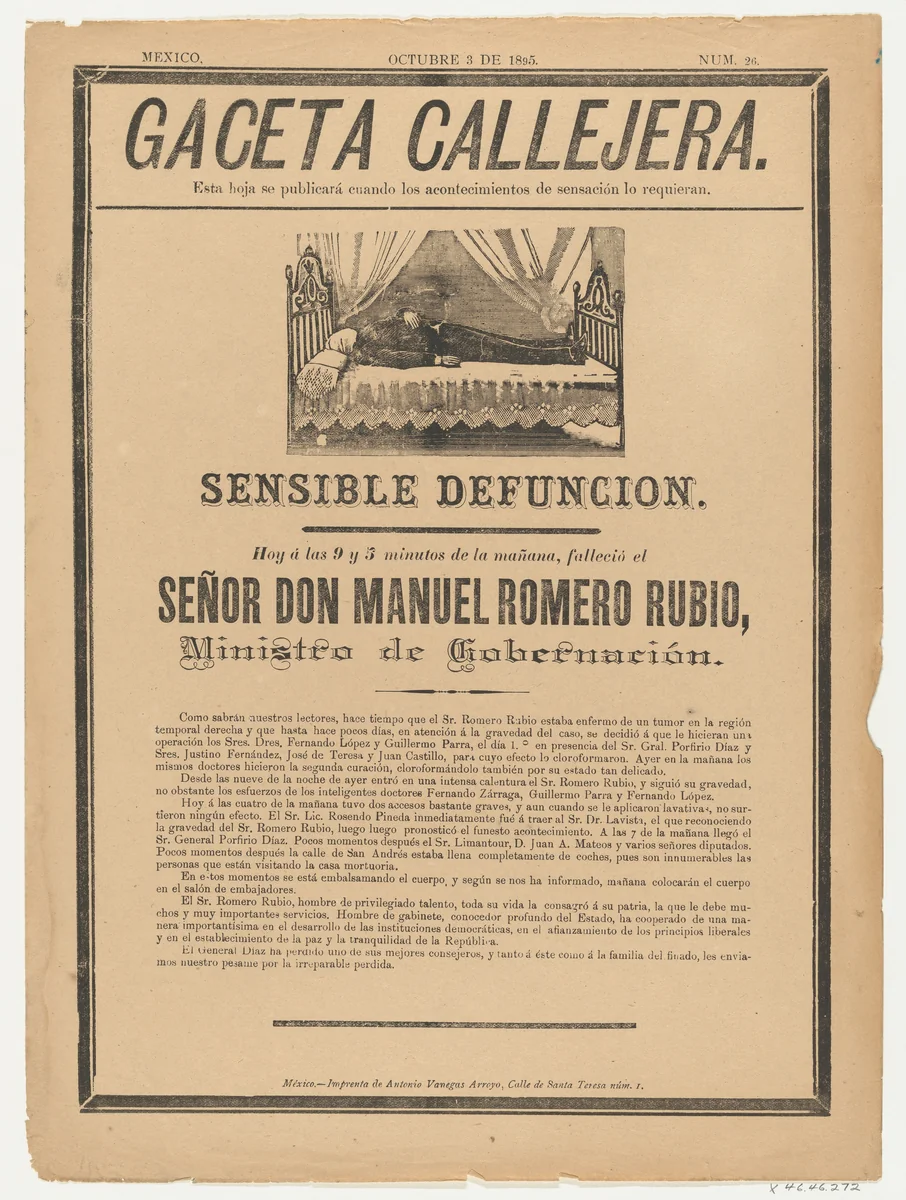 MEXICO. OCTUBRE 3 DE 1895. NUM. 26.
GACETA CALLEJERA.
Esta hoja se publicará cuando los acontecimientos de sensación lo requieran.
SENSIBLE DEFUNCION.
Hoy á las 9 y 5 minutos de la mañana, falleció el
SEÑOR DON MANUEL ROMERO RUBIO,
Ministro de Gobernación.
Como sabrán nuestros lectores, hace tiempo que el Sr. Romero Rubio estaba enfermo de un tumor en la región
temporal derecha y que hasta hace pocos días, en atención á la gravedad del caso, se decidió á que le hicieran una
operación los Sres. Dres, Fernando López y Guillermo Parra, el día 1.º en presencia del Sr. Gral. Porfirio Díaz y
Sres. Justino Fernández, José de Teresa y Juan Castillo, para cuyo efecto lo cloroformaron. Ayer en la mañana los
mismos doctores hicieron la segunda curación, cloroformándolo también por su estado tan delicado.
Desde las nueve de la noche de ayer entró en una intensa calentura el Sr. Romero Rubio, y siguió su gravedad,
no obstante los esfuerzos de los inteligentes doctores Fernando Zárraga, Guillermo Parra y Fernando López.
Hoy á las cuatro de la mañana tuvo dos accesos bastante graves, y aun cuando se le aplicaron lavativas, no sur-
tieron ningún efecto. El Sr. Lic. Rosendo Pineda inmediatamente fué á traer al Sr. Dr. Lavista, el que reconociendo
la gravedad del Sr. Romero Rubio, luego luego pronosticó el funesto acontecimiento. A las 7 de la mañana llegó el
Sr. General Porfirio Díaz. Pocos momentos después el Sr. Limantour, D. Juan A. Mateos y varios señores diputados.
Pocos momentos después la calle de San Andrés estaba llena completamente de coches, pues son innumerables las
personas que están visitando la casa mortuoria.
En estos momentos se está embalsamando el cuerpo, y según se nos ha informado, mañana colocarán el cuerpo
en el salón de embajadores.
El Sr. Romero Rubio, hombre de privilegiado talento, toda su vida la consagró á su patria, la que le debe mu-
chos y muy importantes servicios. Hombre de gabinete, conocedor profundo del Estado, ha cooperado de una ma-
nera importantísima en el desarrollo de las instituciones democráticas, en el afianzamiento de los principios liberales
y en el establecimiento de la paz y la tranquilidad de la República.
El General Díaz ha perdido uno de sus mejores consejeros, y tanto á éste como á la familia del finado, les envia-
mos nuestro pesame por la irreparable perdida.
México.—Imprenta de Antonio Vanegas Arroyo, Calle de Santa Teresa núm. 1.
X 46.46.272